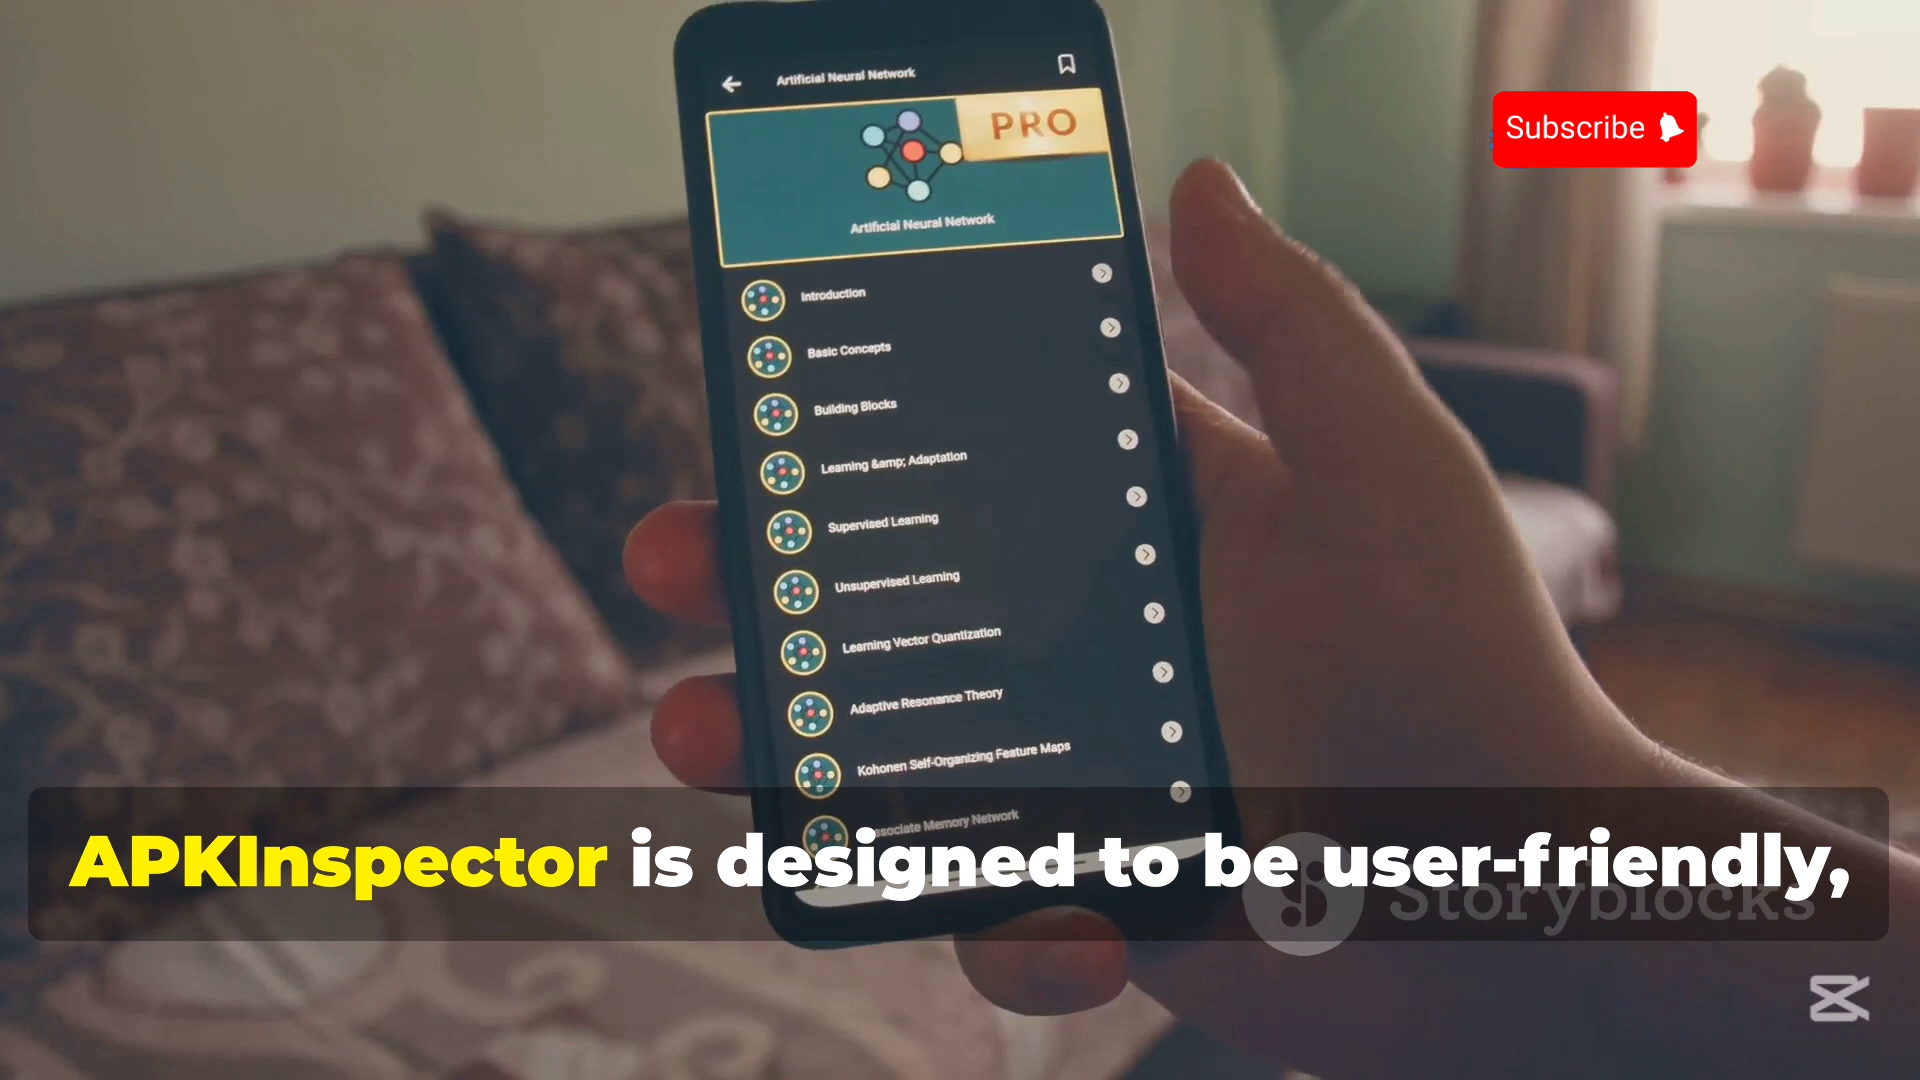 Artificial Neural Network
PRO
Subscribe
Artificial Neural Network
Introduction
Basic Concepts
Building Blocks
Learning &amp; Adaptation
Supervised Learning
Unsupervised Learning
Learning Vector Quantization
Adaptive Resonance Theory
Kohonen Self-Organizing Feature Maps
Associate Memory Network
APKInspector is designed to be user-friendly,
Storyblocks